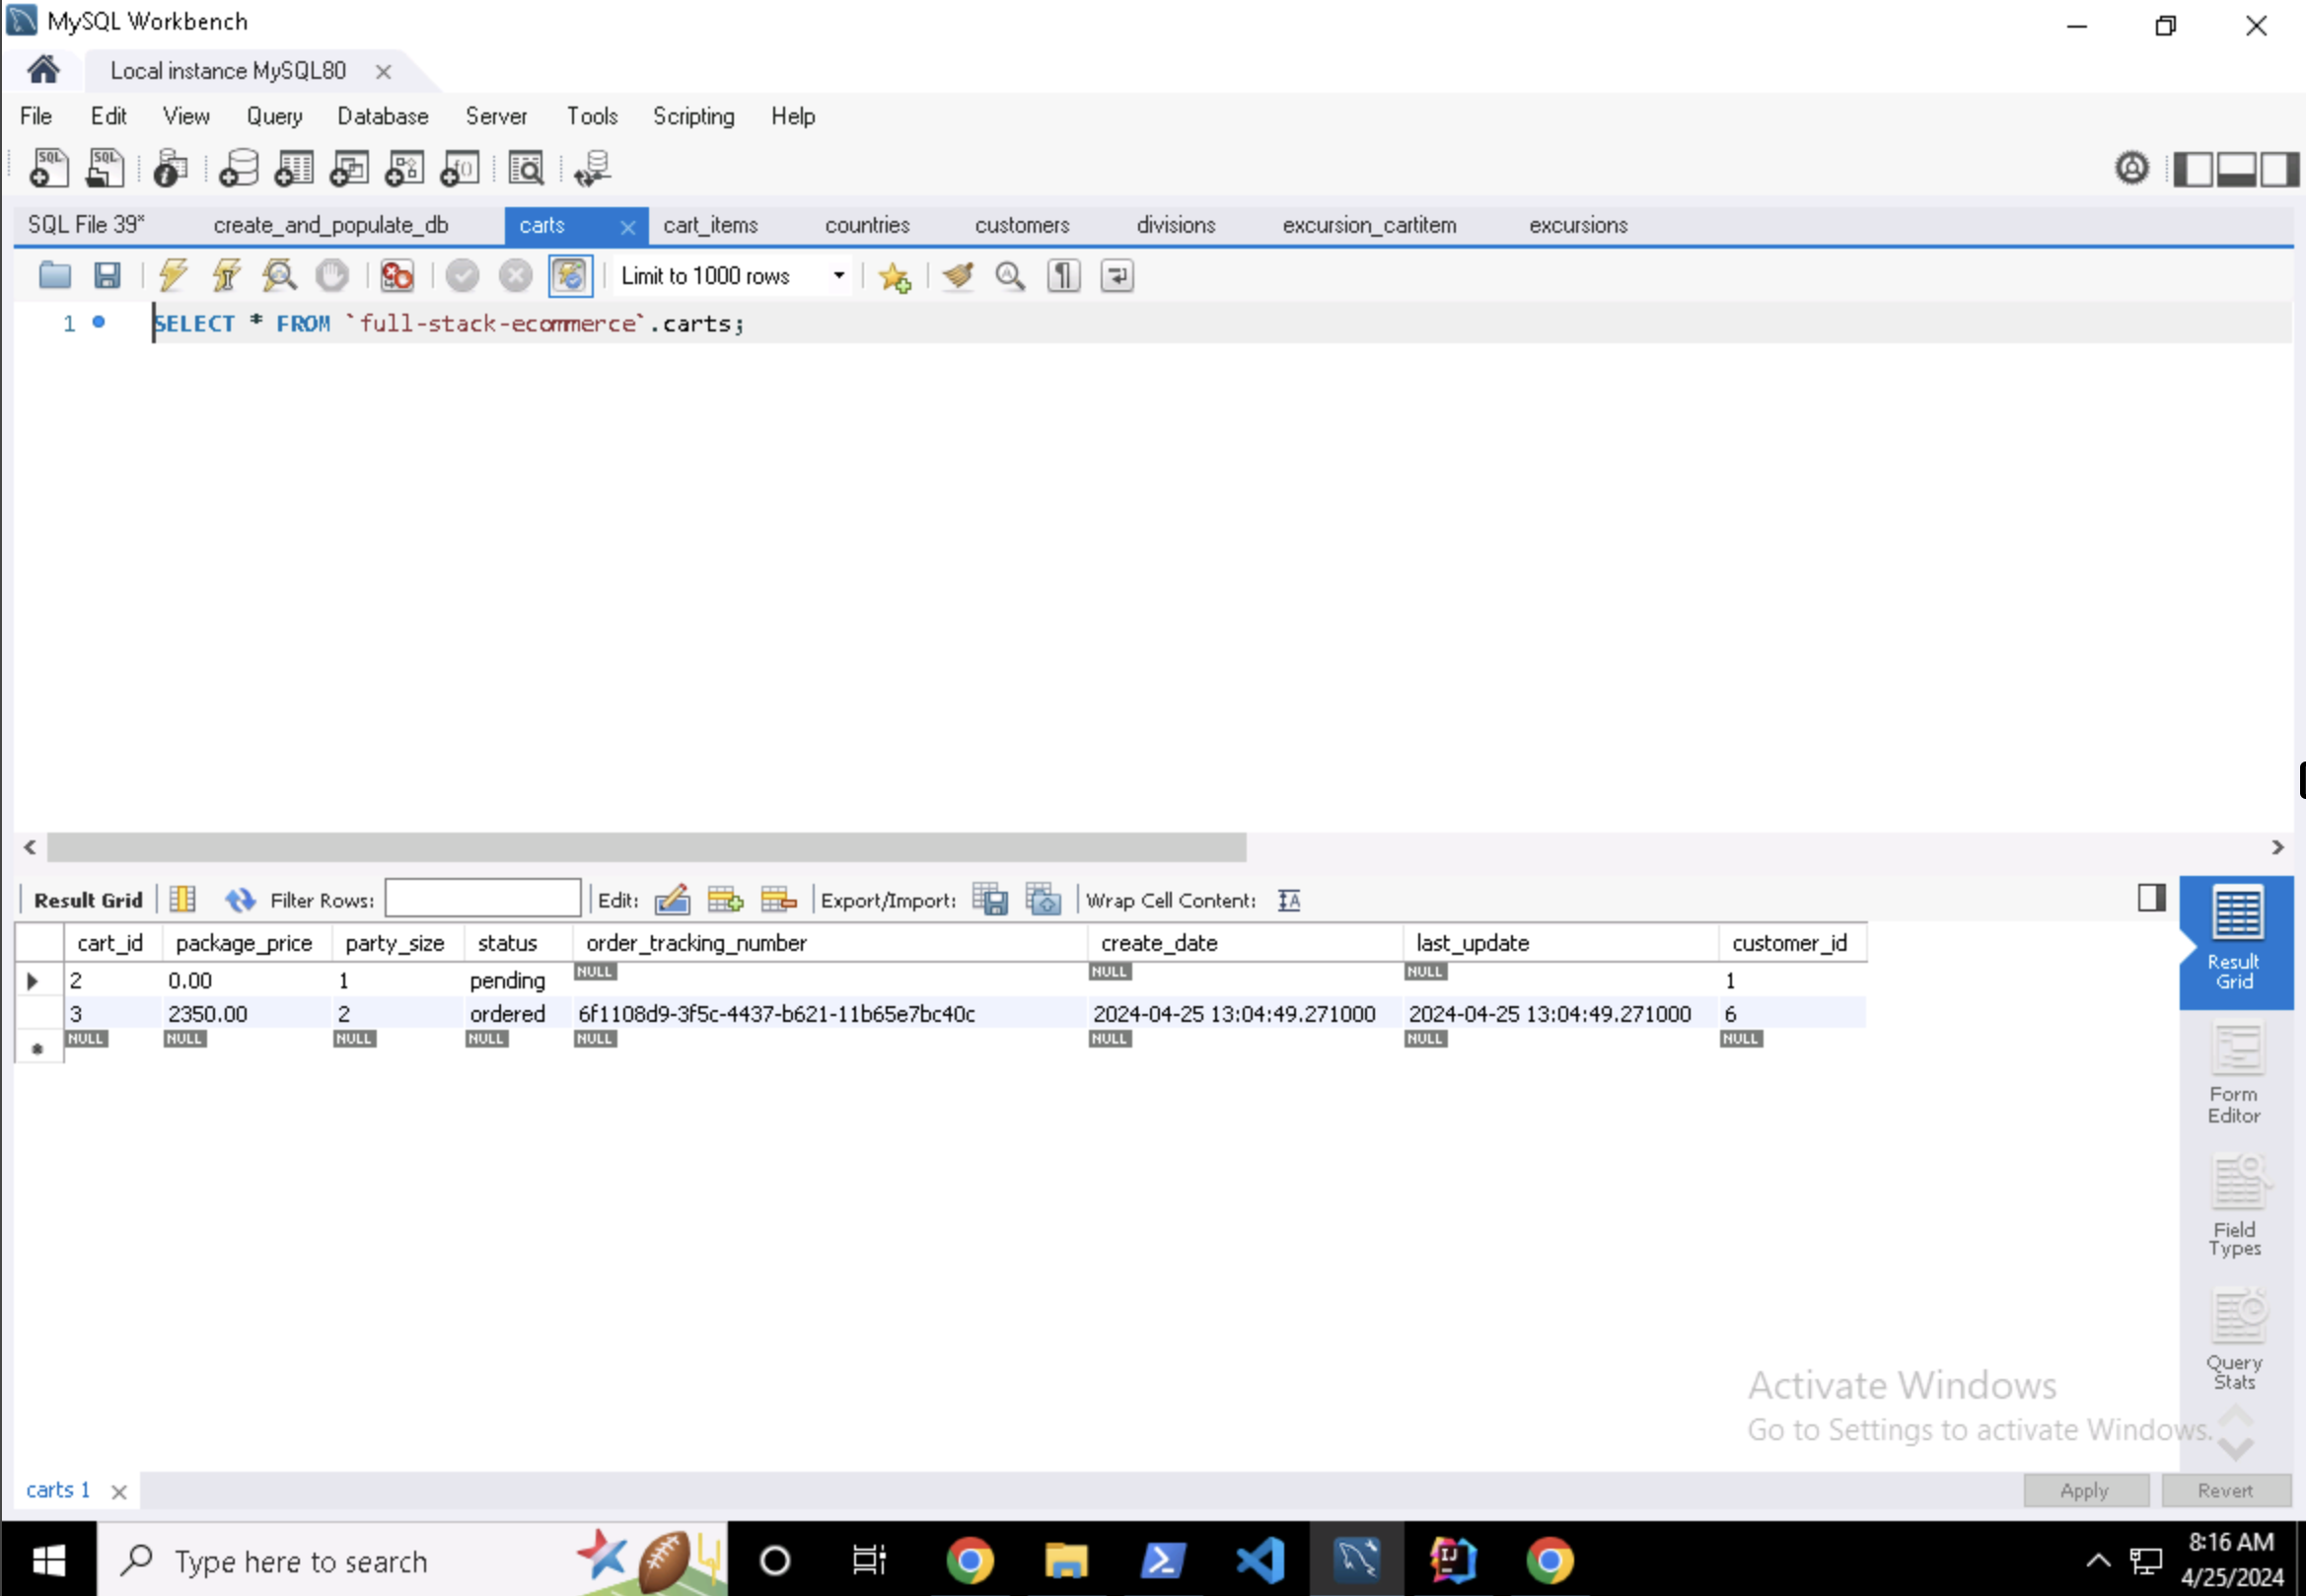 MySQL Workbench
Local instance MySQL80
File Edit View Query Database Server Tools Scripting Help
SQL File 39* create_and_populate_db carts cart_items countries customers divisions excursion_cartitem excursions
Limit to 1000 rows
1 SELECT * FROM `full-stack-ecommerce`.carts;
Result Grid Filter Rows: Edit: Export/Import: Wrap Cell Content:
cart_id package_price party_size status order_tracking_number create_date last_update customer_id
2 0.00 1 pending NULL NULL NULL 1
3 2350.00 2 ordered 6f1108d9-3f5c-4437-b621-11b65e7bc40c 2024-04-25 13:04:49.271000 2024-04-25 13:04:49.271000 6
NULL NULL NULL NULL NULL NULL NULL NULL
Result
Grid
Form
Editor
Field
Types
Query
Stats
Activate Windows
Go to Settings to activate Windows.
carts 1 Apply Revert
Type here to search
8:16 AM
4/25/2024